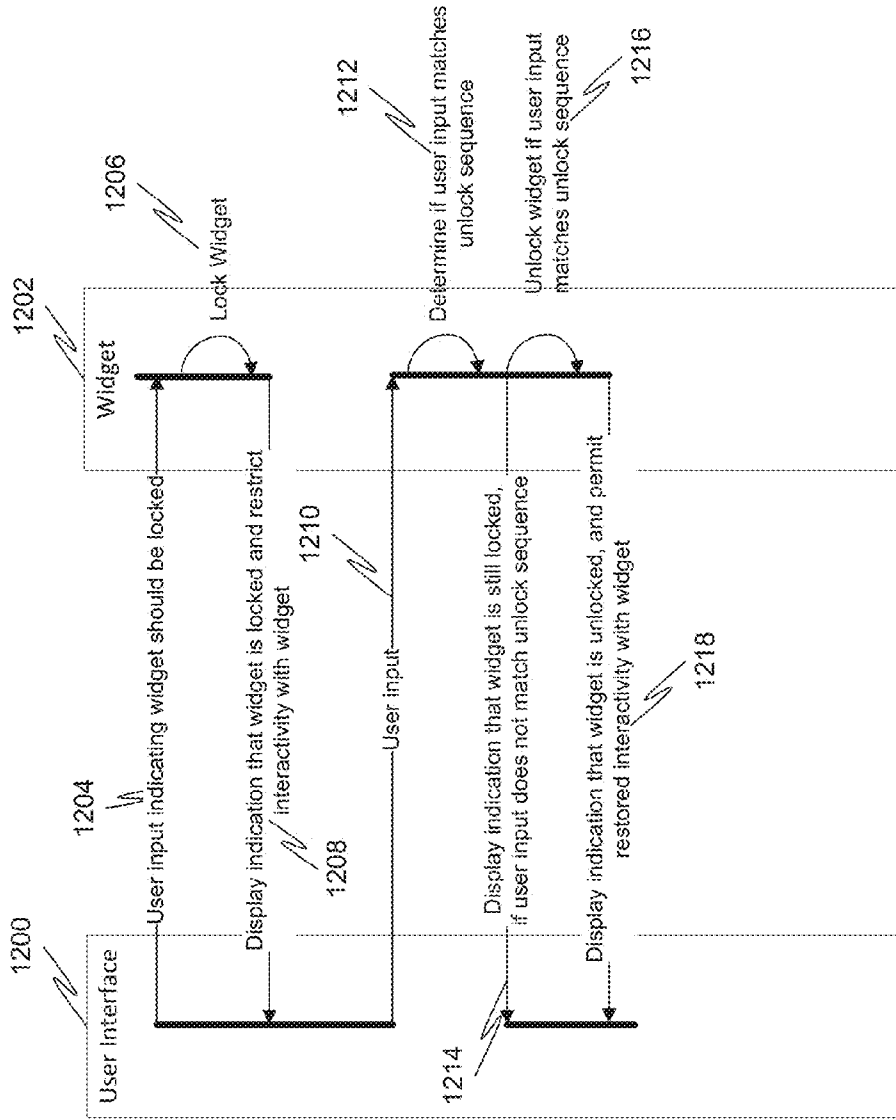 1200
User Interface
1202
Widget
1204
User input indicating widget should be locked
1206
Lock Widget
Display indication that widget is locked and restrict
interactivity with widget
1208
1210
User input
1212
Determine if user input matches
unlock sequence
Display indication that widget is still locked,
if user input does not match unlock sequence
1214
Unlock widget if user input
matches unlock sequence
1216
Display indication that widget is unlocked, and permit
restored interactivity with widget
1218